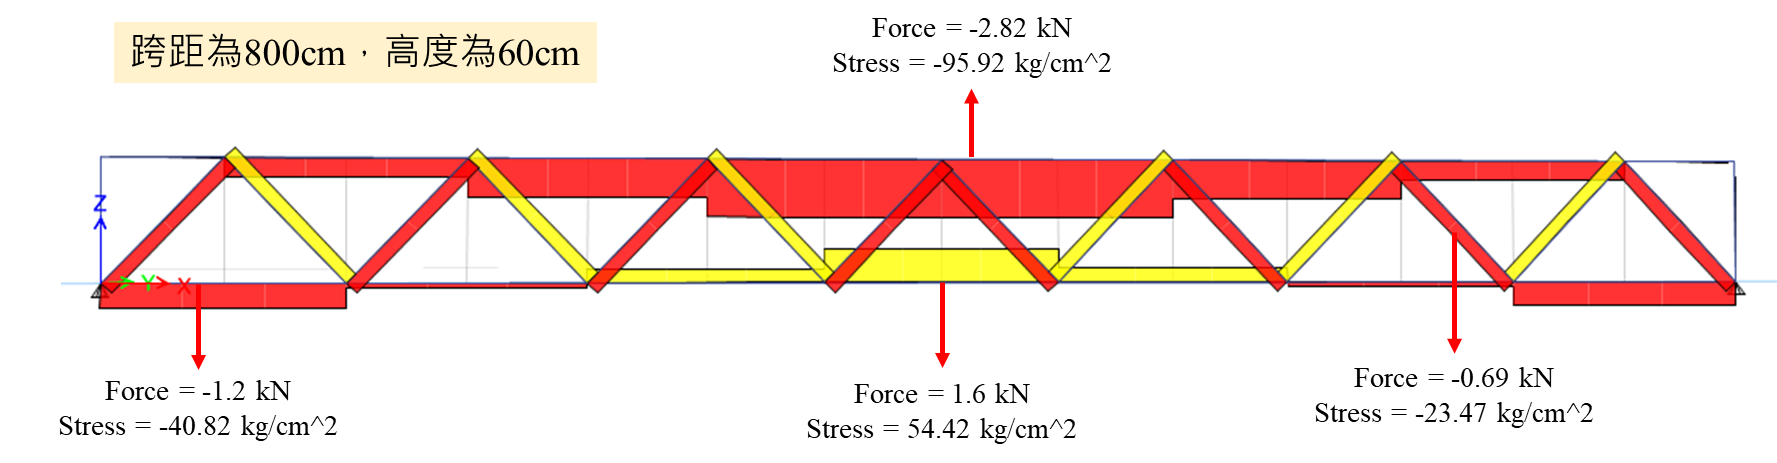 跨距為800cm，高度為60cm
Force = -2.82 kN
Stress = -95.92 kg/cm^2
Z
Y
X
Force = -1.2 kN
Stress = -40.82 kg/cm^2
Force = 1.6 kN
Stress = 54.42 kg/cm^2
Force = -0.69 kN
Stress = -23.47 kg/cm^2